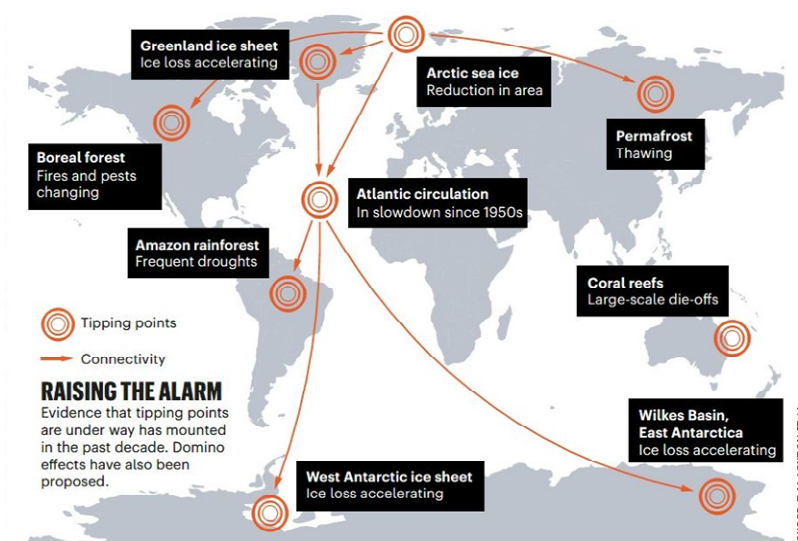 Greenland ice sheet
Ice loss accelerating
Arctic sea ice
Reduction in area
Permafrost
Thawing
Boreal forest
Fires and pests
changing
Atlantic circulation
In slowdown since 1950s
Amazon rainforest
Frequent droughts
Coral reefs
Large-scale die-offs
Tipping points
Connectivity
RAISING THE ALARM
Evidence that tipping points
are under way has mounted
in the past decade. Domino
effects have also been
proposed.
Wilkes Basin,
East Antarctica
Ice loss accelerating
West Antarctic ice sheet
Ice loss accelerating